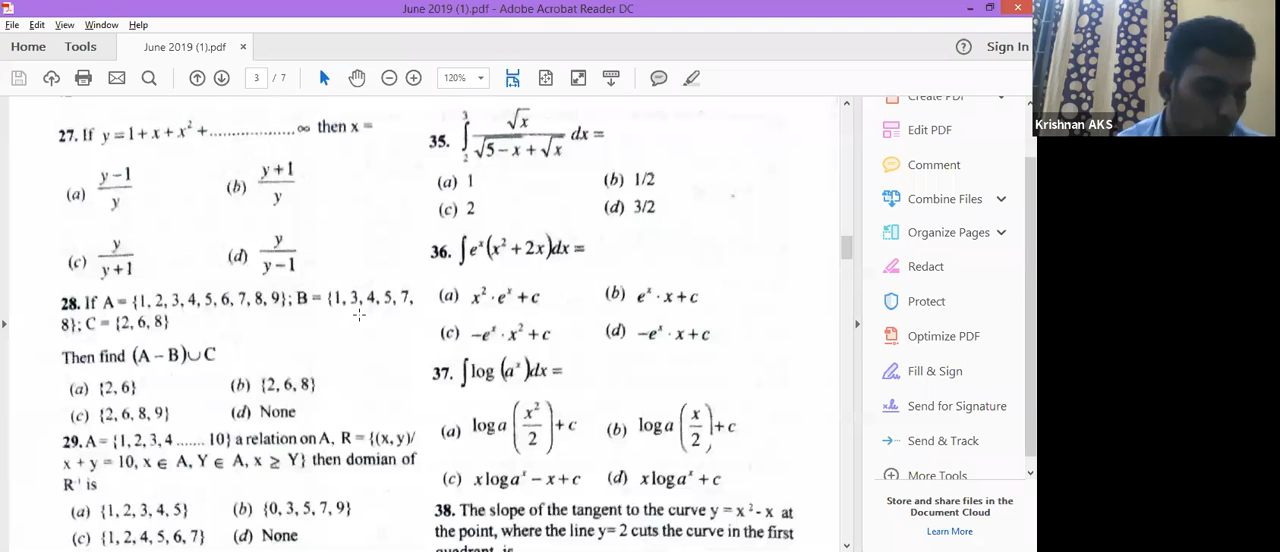 June 2019 (1).pdf - Adobe Acrobat Reader DC
File Edit View Window Help
Home Tools June 2019 (1).pdf × Sign In
3 / 7 120%
27. If y = 1 + x + x² + ..................... ∞ then x =
(a) y−1/y (b) y+1/y
(c) y/y+1 (d) y/y−1
28. If A = {1, 2, 3, 4, 5, 6, 7, 8, 9}; B = {1, 3, 4, 5, 7,
8}; C = {2, 6, 8}
Then find (A − B)∪C
(a) {2, 6} (b) {2, 6, 8}
(c) {2, 6, 8, 9} (d) None
29. A = {1, 2, 3, 4 ....... 10} a relation on A, R = {(x, y)/
x + y = 10, x ∈ A, Y ∈ A, x ≥ Y} then domian of
R⁻¹ is
(a) {1, 2, 3, 4, 5} (b) {0, 3, 5, 7, 9}
(c) {1, 2, 4, 5, 6, 7} (d) None
35. ∫₂³ √x/√5−x + √x dx =
(a) 1 (b) 1/2
(c) 2 (d) 3/2
36. ∫eˣ(x² + 2x)dx =
(a) x² · eˣ + c (b) eˣ · x + c
(c) −eˣ · x² + c (d) −eˣ · x + c
37. ∫log (aˣ)dx =
(a) log a (x²/2) + c (b) log a (x/2) + c
(c) x log aˣ − x + c (d) x log aˣ + c
38. The slope of the tangent to the curve y = x² - x at
the point, where the line y= 2 cuts the curve in the first
quadrant, is
Create PDF
Edit PDF
Comment
Combine Files
Organize Pages
Redact
Protect
Optimize PDF
Fill & Sign
Send for Signature
Send & Track
More Tools
Store and share files in the
Document Cloud
Learn More
Krishnan AKS